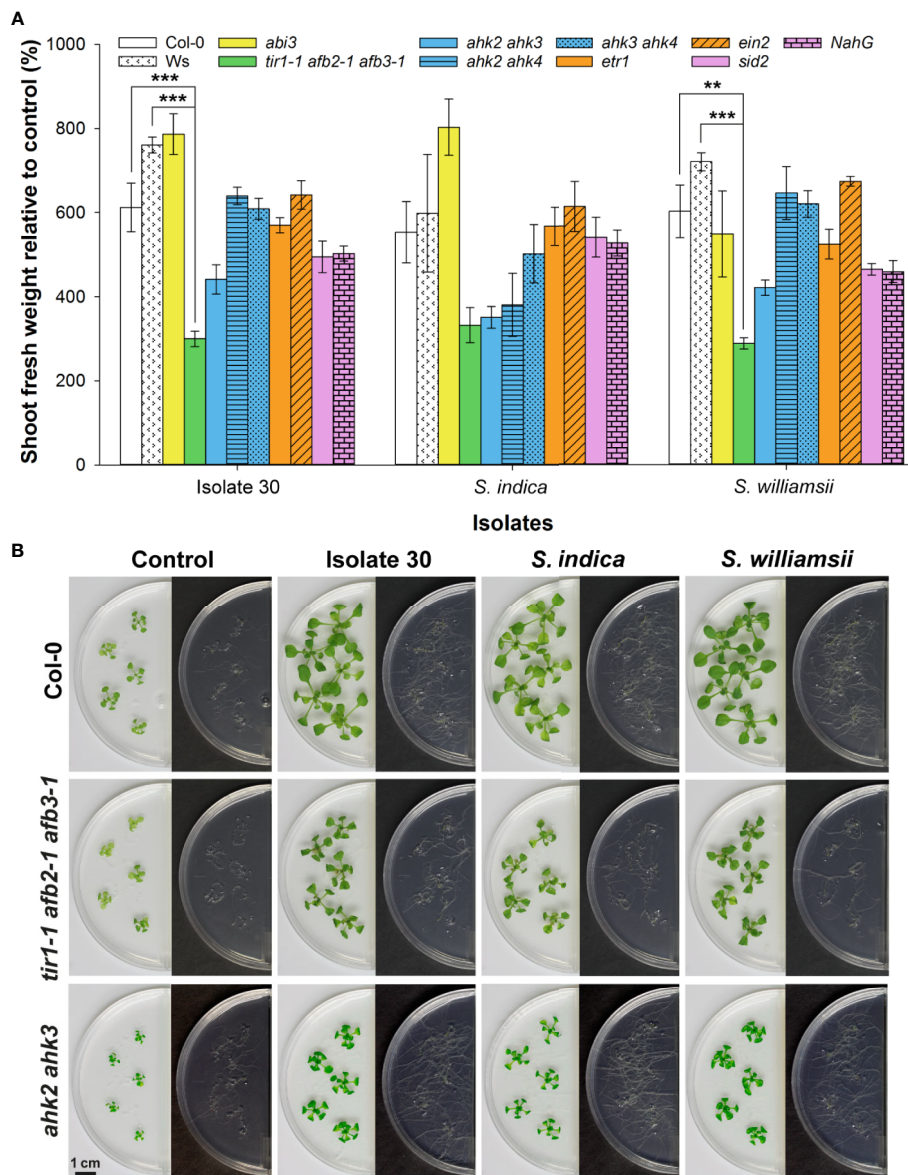 A
Shoot fresh weight relative to control (%)
1000
800
600
400
200
0
Col-0
Ws
abi3
tir1-1 afb2-1 afb3-1
ahk2 ahk3
ahk2 ahk4
ahk3 ahk4
etr1
ein2
sid2
NahG
***
***
**
***
Isolate 30
S. indica
S. williamsii
Isolates
B
Control
Isolate 30
S. indica
S. williamsii
Col-0
tir1-1 afb2-1 afb3-1
ahk2 ahk3
1 cm